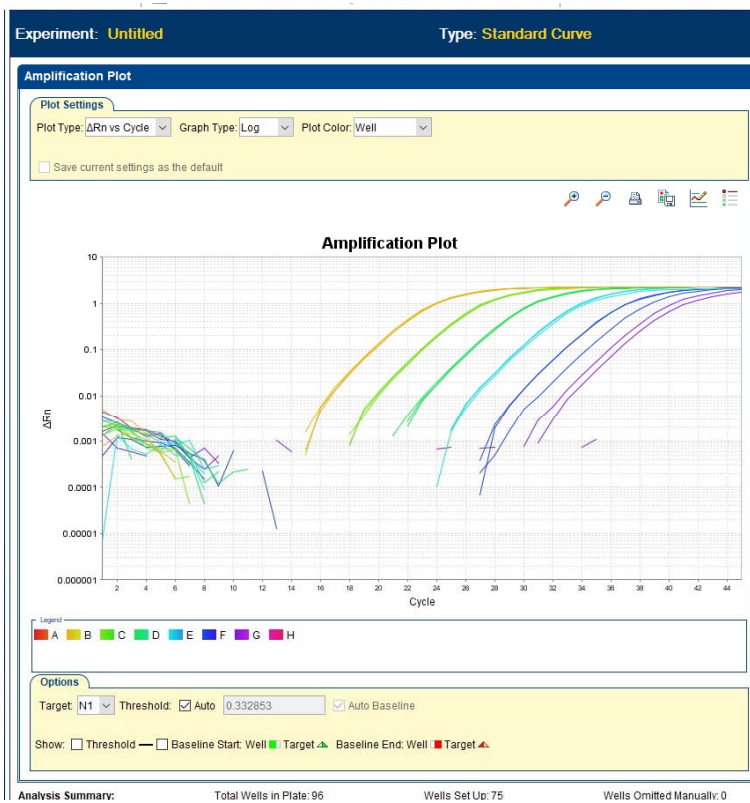 Experiment: Untitled Type: Standard Curve
Amplification Plot
Plot Settings
Plot Type: ΔRn vs Cycle Graph Type: Log Plot Color: Well
Save current settings as the default
Amplification Plot
10
1
0.1
0.01
0.001
0.0001
0.00001
0.000001
ΔRn
2 4 6 8 10 12 14 16 18 20 22 24 26 28 30 32 34 36 38 40 42 44
Cycle
Legend
A B C D E F G H
Options
Target: N1 Threshold: Auto 0.332853 Auto Baseline
Show: Threshold Baseline Start: Well Target Baseline End: Well Target
Analysis Summary: Total Wells in Plate: 96 Wells Set Up: 75 Wells Omitted Manually: 0